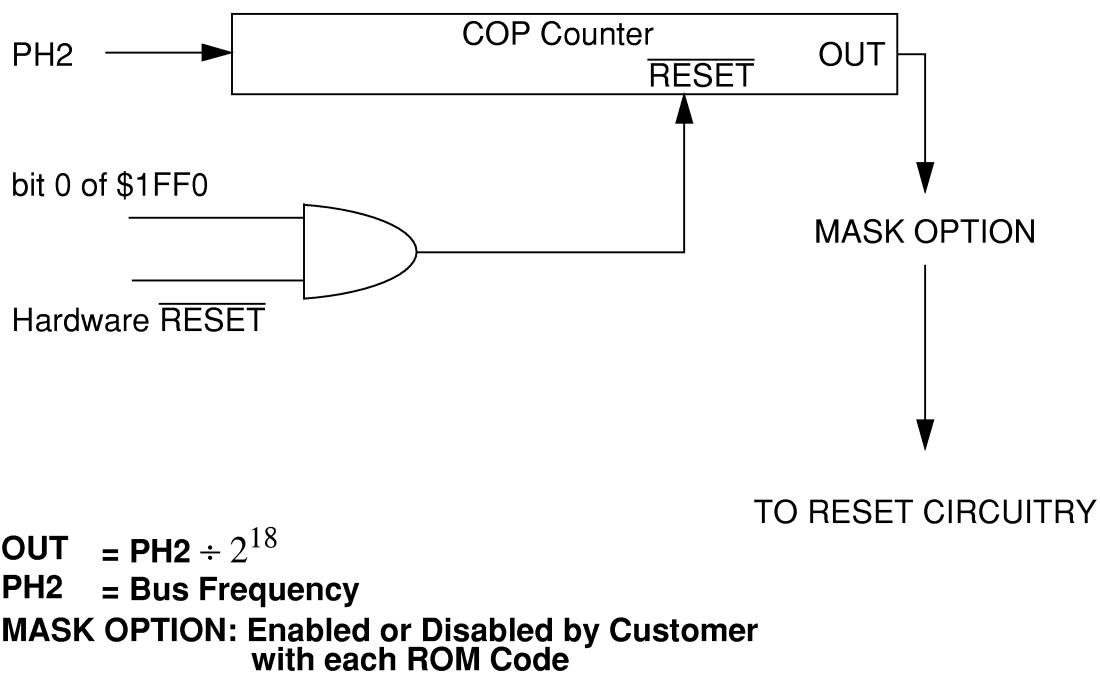 COP Counter
PH2
OUT
RESET
bit 0 of $1FF0
MASK OPTION
Hardware RESET
TO RESET CIRCUITRY
OUT = PH2 ÷ 2^18
PH2 = Bus Frequency
MASK OPTION: Enabled or Disabled by Customer
with each ROM Code